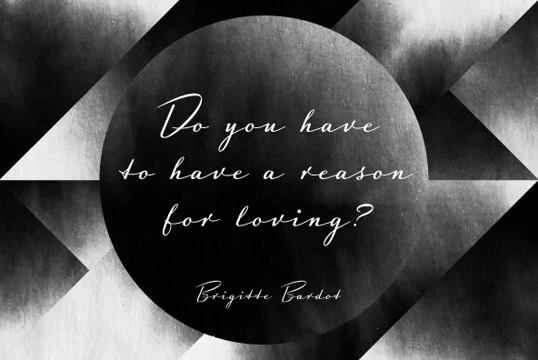 Do you have
to have a reason
for loving?
Brigitte Bardot